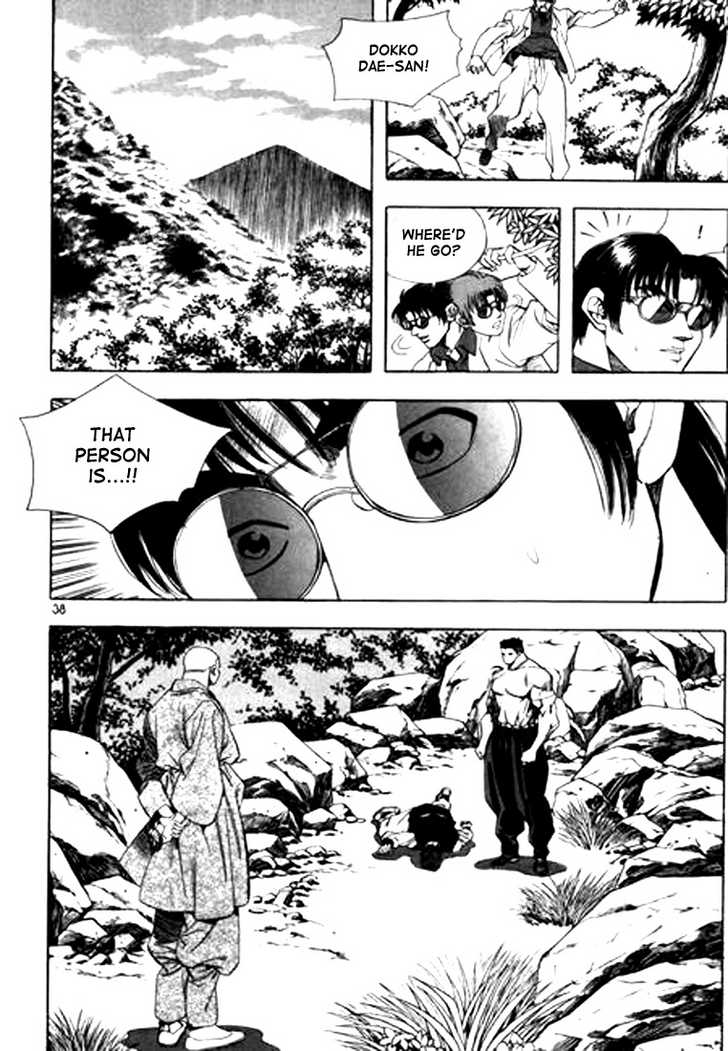 DOKKO
DAE-SAN!
WHERE'D
HE GO?
!
THAT
PERSON
IS...!!
38